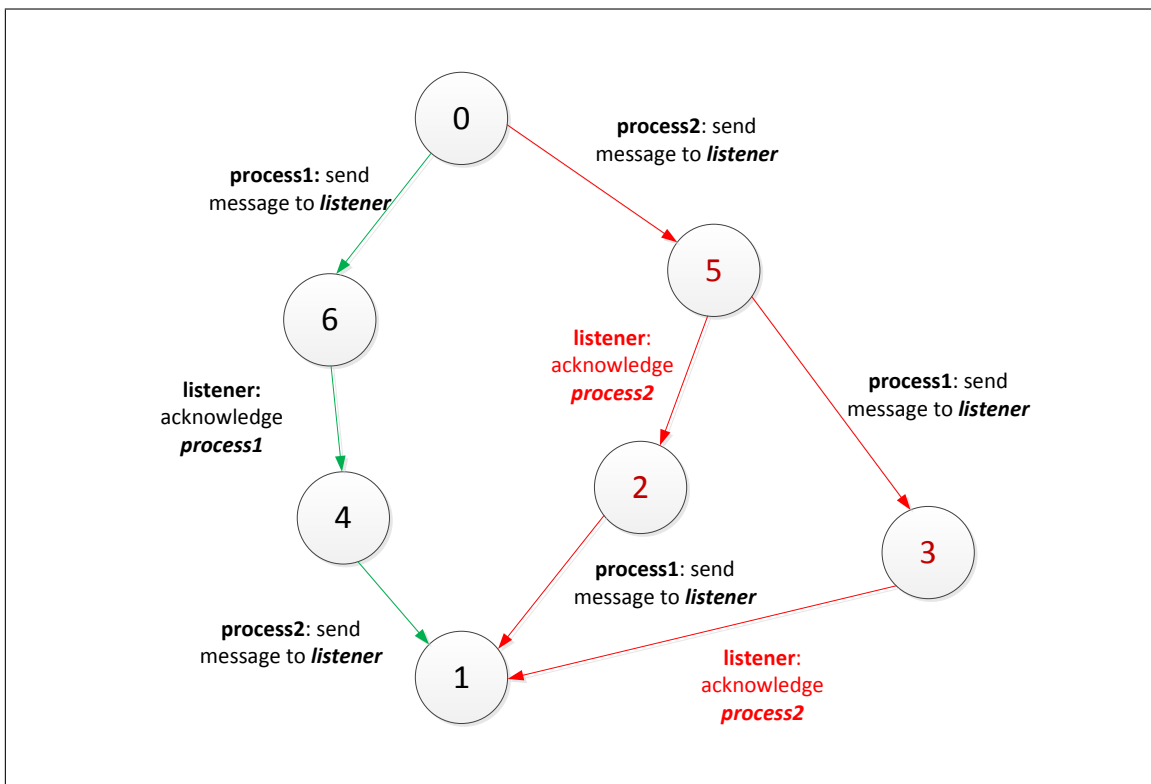 0
process2: send
message to listener
process1: send
message to listener
5
6
listener:
acknowledge
process2
process1: send
message to listener
listener:
acknowledge
process1
2
4
3
process1: send
message to listener
process2: send
message to listener
1
listener:
acknowledge
process2